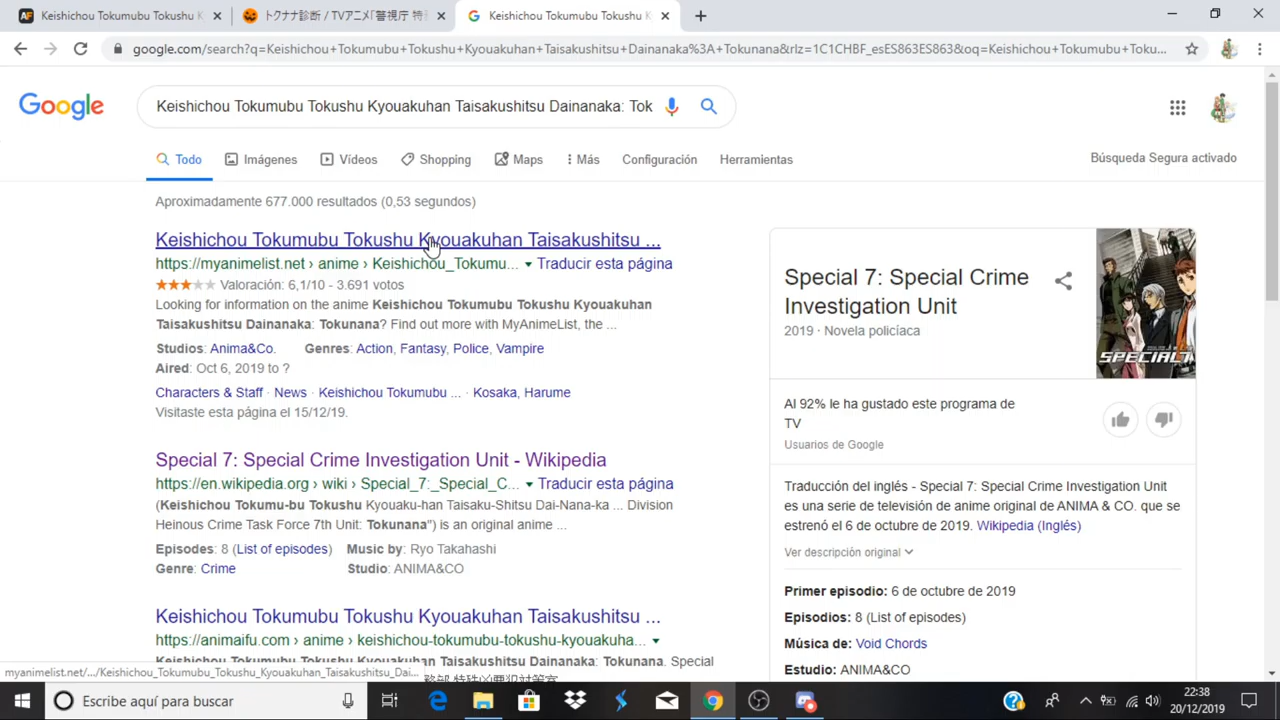 Keishichou Tokumubu Tokushu K
トクナナ診断 / TVアニメ「警視庁 特
Keishichou Tokumubu Tokushu K
google.com/search?q=Keishichou+Tokumubu+Tokushu+Kyouakuhan+Taisakushitsu+Dainanaka%3A+Tokunana&rlz=1C1CHBF_esES863ES863&oq=Keishichou+Tokumubu+Toku...
Google
Keishichou Tokumubu Tokushu Kyouakuhan Taisakushitsu Dainanaka: Tok
Todo
Imágenes
Vídeos
Shopping
Maps
Más
Configuración
Herramientas
Búsqueda Segura activado
Aproximadamente 677.000 resultados (0,53 segundos)
Keishichou Tokumubu Tokushu Kyouakuhan Taisakushitsu ...
https://myanimelist.net › anime › Keishichou_Tokumu... Traducir esta página
Valoración: 6,1/10 - 3.691 votos
Looking for information on the anime Keishichou Tokumubu Tokushu Kyouakuhan
Taisakushitsu Dainanaka: Tokunana? Find out more with MyAnimeList, the ...
Studios: Anima&Co. Genres: Action, Fantasy, Police, Vampire
Aired: Oct 6, 2019 to ?
Characters & Staff · News · Keishichou Tokumubu ... · Kosaka, Harume
Visitaste esta página el 15/12/19.
Special 7: Special Crime Investigation Unit - Wikipedia
https://en.wikipedia.org › wiki › Special_7:_Special_C... Traducir esta página
(Keishichou Tokumu-bu Tokushu Kyouaku-han Taisaku-Shitsu Dai-Nana-ka ... Division
Heinous Crime Task Force 7th Unit: Tokunana") is an original anime ...
Episodes: 8 (List of episodes) Music by: Ryo Takahashi
Genre: Crime Studio: ANIMA&CO
Keishichou Tokumubu Tokushu Kyouakuhan Taisakushitsu ...
https://animaifu.com › anime › keishichou-tokumubu-tokushu-kyouakuha...
Keishichou Tokumubu Tokushu Kyouakuhan Taisakushitsu Dainanaka: Tokunana. Special
Special 7: Special Crime
Investigation Unit
2019 · Novela policíaca
SPECIAL7
Al 92% le ha gustado este programa de
TV
Usuarios de Google
Traducción del inglés - Special 7: Special Crime Investigation Unit
es una serie de televisión de anime original de ANIMA & CO. que se
estrenó el 6 de octubre de 2019. Wikipedia (Inglés)
Ver descripción original
Primer episodio: 6 de octubre de 2019
Episodios: 8 (List of episodes)
Música de: Void Chords
Estudio: ANIMA&CO
myanimelist.net/.../Keishichou_Tokumubu_Tokushu_Kyouakuhan_Taisakushitsu_Dai...
Escribe aquí para buscar
22:38
20/12/2019